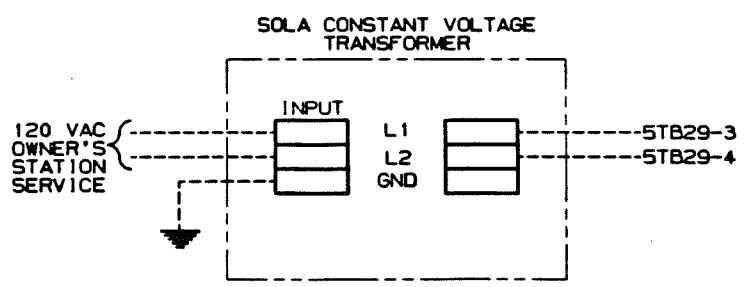 SOLA CONSTANT VOLTAGE
TRANSFORMER
INPUT
120 VAC
OWNER'S
STATION
SERVICE
L1
L2
GND
5TB29-3
5TB29-4